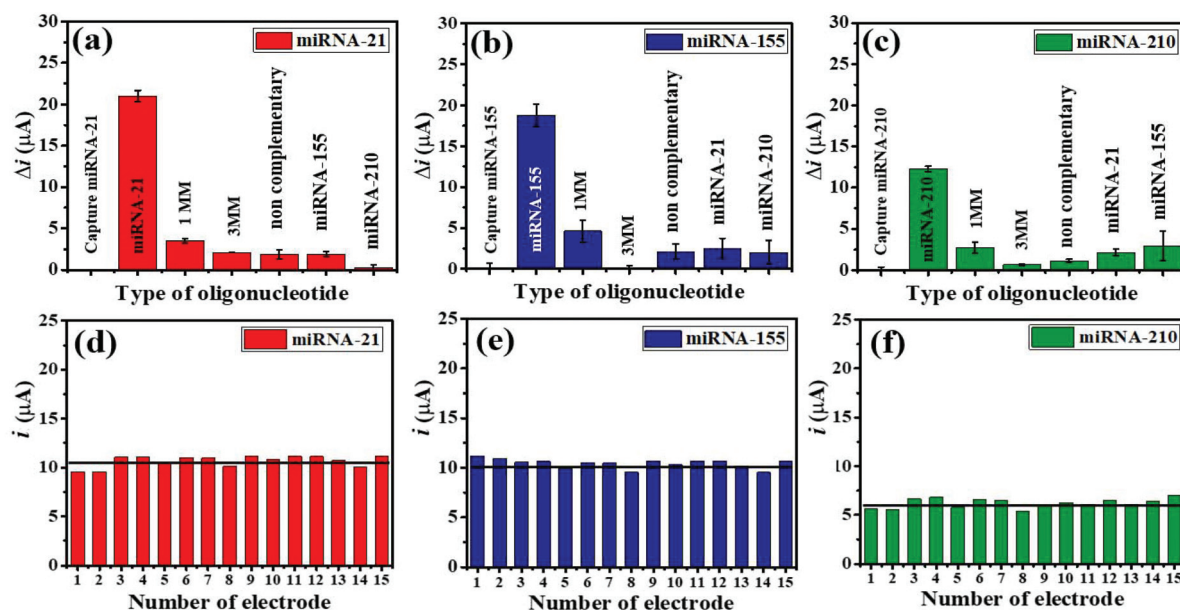 (a)
miRNA-21
Δi (μA)
30
25
20
15
10
5
0
Capture miRNA-21
miRNA-21
1 MM
3MM
non complementary
miRNA-155
miRNA-210
Type of oligonucleotide
(b)
miRNA-155
Δi (μA)
30
25
20
15
10
5
0
Capture miRNA-155
miRNA-155
1MM
3MM
non complementary
miRNA-21
miRNA-210
Type of oligonucleotide
(c)
miRNA-210
Δi (μA)
30
25
20
15
10
5
0
Capture miRNA-210
miRNA-210
1MM
3MM
non complementary
miRNA-21
miRNA-155
Type of oligonucleotide
(d)
miRNA-21
i (μA)
25
20
15
10
5
0
1 2 3 4 5 6 7 8 9 10 11 12 13 14 15
Number of electrode
(e)
miRNA-155
i (μA)
25
20
15
10
5
0
1 2 3 4 5 6 7 8 9 10 11 12 13 14 15
Number of electrode
(f)
miRNA-210
i (μA)
25
20
15
10
5
0
1 2 3 4 5 6 7 8 9 10 11 12 13 14 15
Number of electrode